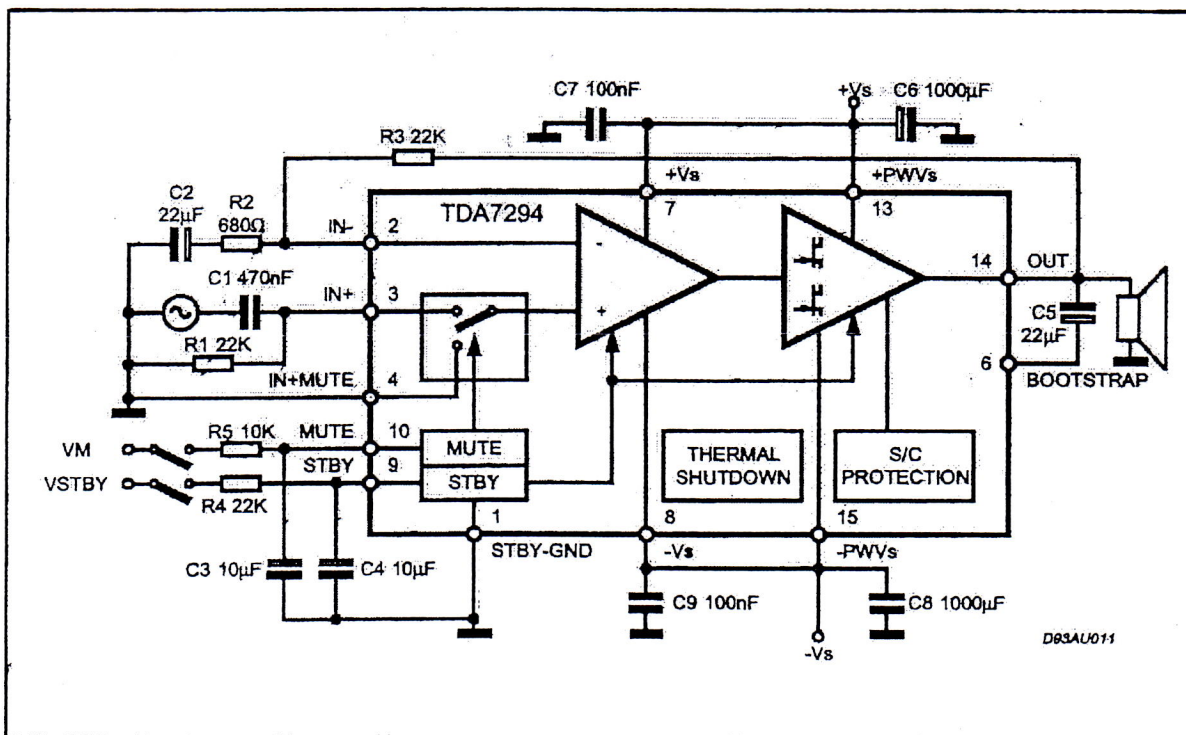 C7 100nF
+Vs
C6 1000µF
R3 22K
+Vs
+PWVs
C2
22µF
R2
680Ω
TDA7294
7
13
IN-
2
-
14
OUT
C1 470nF
IN+
3
+
C5
22µF
R1 22K
6
IN+MUTE
4
BOOTSTRAP
VM
R5 10K
MUTE
10
MUTE
THERMAL
SHUTDOWN
S/C
PROTECTION
VSTBY
STBY
9
STBY
R4 22K
1
8
15
STBY-GND
-Vs
-PWVs
C3 10µF
C4 10µF
C9 100nF
C8 1000µF
-Vs
D93AU011